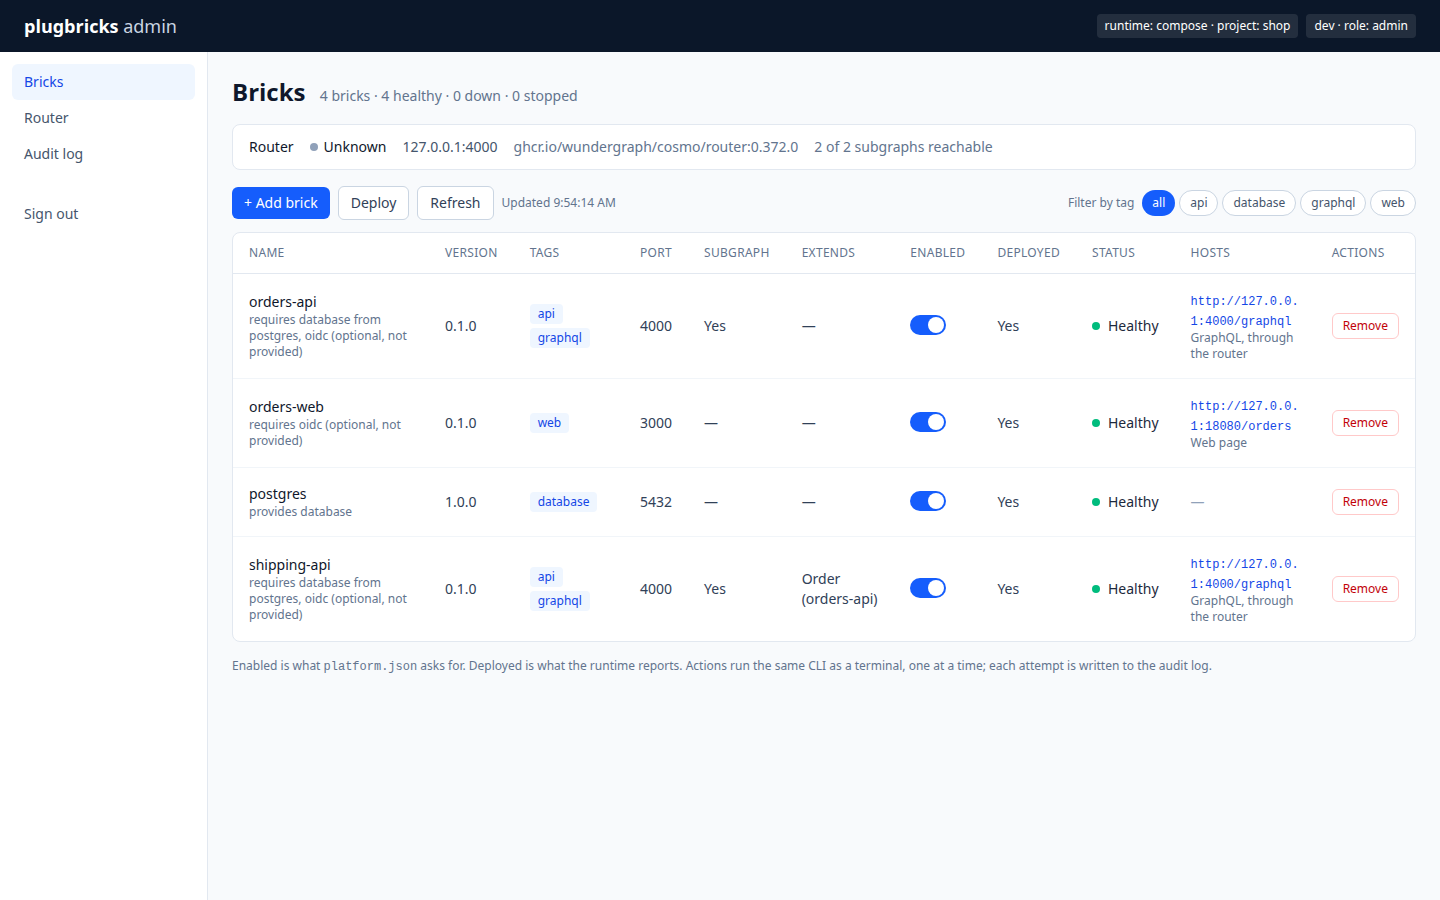 plugbricks admin
runtime: compose · project: shop
dev · role: admin
Bricks
Router
Audit log
Sign out
Bricks
4 bricks · 4 healthy · 0 down · 0 stopped
Router
Unknown
127.0.0.1:4000
ghcr.io/wundergraph/cosmo/router:0.372.0
2 of 2 subgraphs reachable
+ Add brick
Deploy
Refresh
Updated 9:54:14 AM
Filter by tag
all
api
database
graphql
web
NAME
VERSION
TAGS
PORT
SUBGRAPH
EXTENDS
ENABLED
DEPLOYED
STATUS
HOSTS
ACTIONS
orders-api
requires database from
postgres, oidc (optional, not
provided)
0.1.0
api
graphql
4000
Yes
—
Yes
Healthy
http://127.0.0.
1:4000/graphql
GraphQL, through
the router
Remove
orders-web
requires oidc (optional, not
provided)
0.1.0
web
3000
—
—
Yes
Healthy
http://127.0.0.
1:18080/orders
Web page
Remove
postgres
provides database
1.0.0
database
5432
—
—
Yes
Healthy
—
Remove
shipping-api
requires database from
postgres, oidc (optional, not
provided)
0.1.0
api
graphql
4000
Yes
Order
(orders-api)
Yes
Healthy
http://127.0.0.
1:4000/graphql
GraphQL, through
the router
Remove
Enabled is what platform.json asks for. Deployed is what the runtime reports. Actions run the same CLI as a terminal, one at a time; each attempt is written to the audit log.